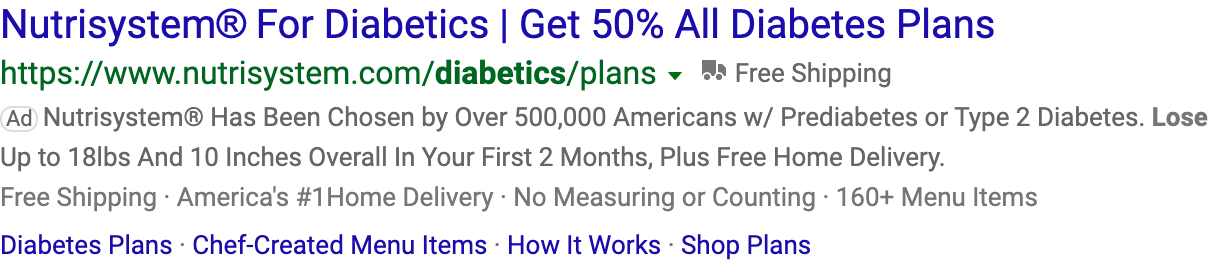 Nutrisystem® For Diabetics | Get 50% All Diabetes Plans
https://www.nutrisystem.com/diabetics/plans Free Shipping
Ad Nutrisystem® Has Been Chosen by Over 500,000 Americans w/ Prediabetes or Type 2 Diabetes. Lose
Up to 18lbs And 10 Inches Overall In Your First 2 Months, Plus Free Home Delivery.
Free Shipping · America's #1Home Delivery · No Measuring or Counting · 160+ Menu Items
Diabetes Plans · Chef-Created Menu Items · How It Works · Shop Plans